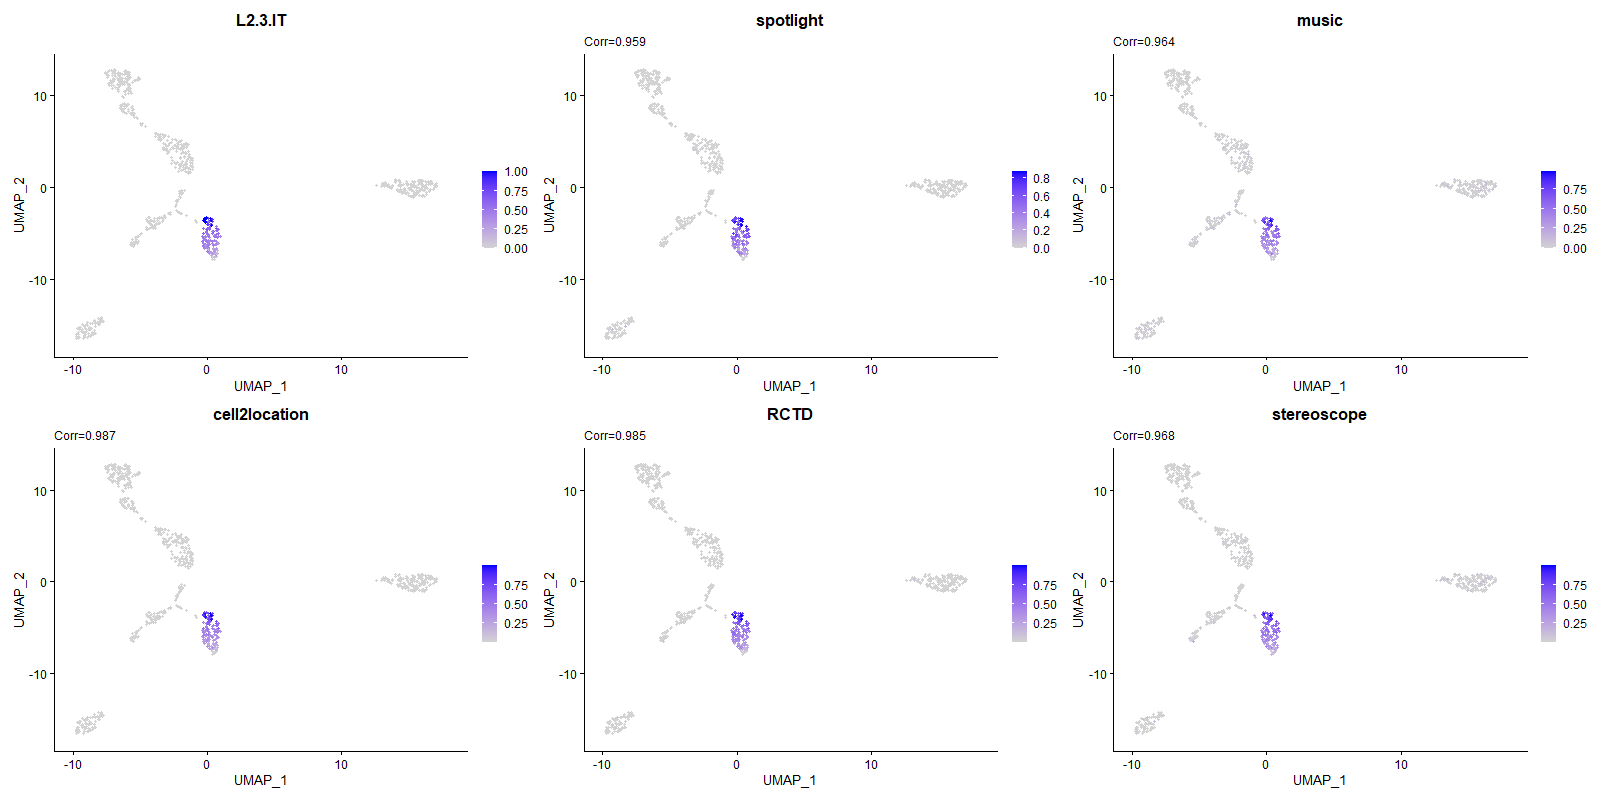 L2.3.IT
UMAP_2
10
0
-10
-10
0
10
UMAP_1
1.00
0.75
0.50
0.25
0.00
spotlight
Corr=0.959
UMAP_2
10
0
-10
-10
0
10
UMAP_1
0.8
0.6
0.4
0.2
0.0
music
Corr=0.964
UMAP_2
10
0
-10
-10
0
10
UMAP_1
0.75
0.50
0.25
0.00
cell2location
Corr=0.987
UMAP_2
10
0
-10
-10
0
10
UMAP_1
0.75
0.50
0.25
RCTD
Corr=0.985
UMAP_2
10
0
-10
-10
0
10
UMAP_1
0.75
0.50
0.25
stereoscope
Corr=0.968
UMAP_2
10
0
-10
-10
0
10
UMAP_1
0.75
0.50
0.25